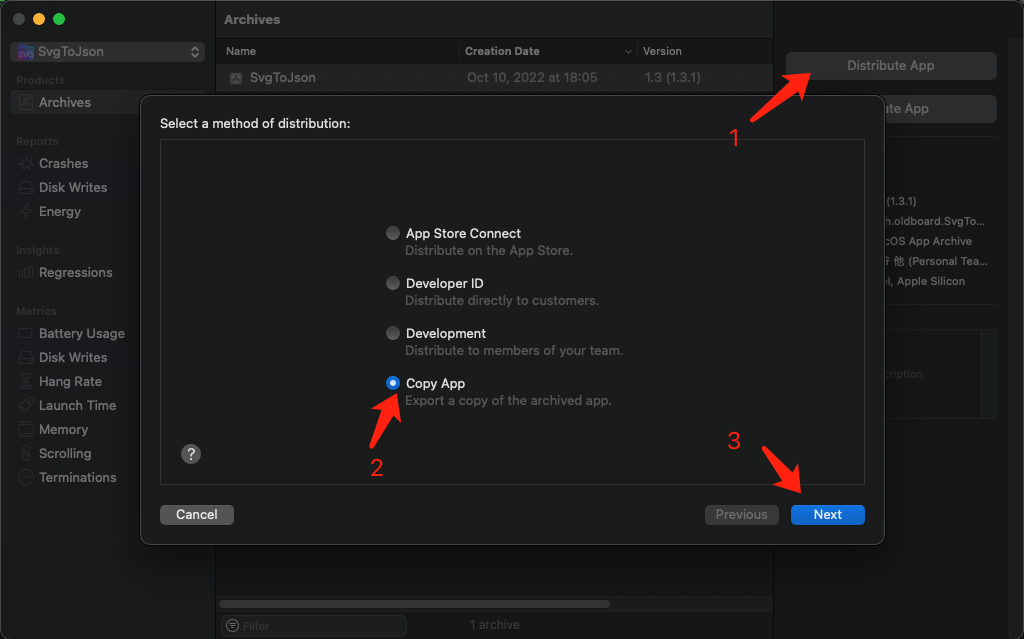 Archives
SvgToJson
Name
Creation Date
Version
SvgToJson
Oct 10, 2022 at 18:05
1.3 (1.3.1)
Products
Archives
Reports
Crashes
Disk Writes
Energy
Insights
Regressions
Metrics
Battery Usage
Disk Writes
Hang Rate
Launch Time
Memory
Scrolling
Terminations
Distribute App
1
App
(1.3.1)
h.oldboard.SvgTo...
cOS App Archive
他 (Personal Tea...
l, Apple Silicon
cription
Select a method of distribution:
App Store Connect
Distribute on the App Store.
Developer ID
Distribute directly to customers.
Development
Distribute to members of your team.
Copy App
Export a copy of the archived app.
2
3
?
Cancel
Previous
Next
Filter
1 archive